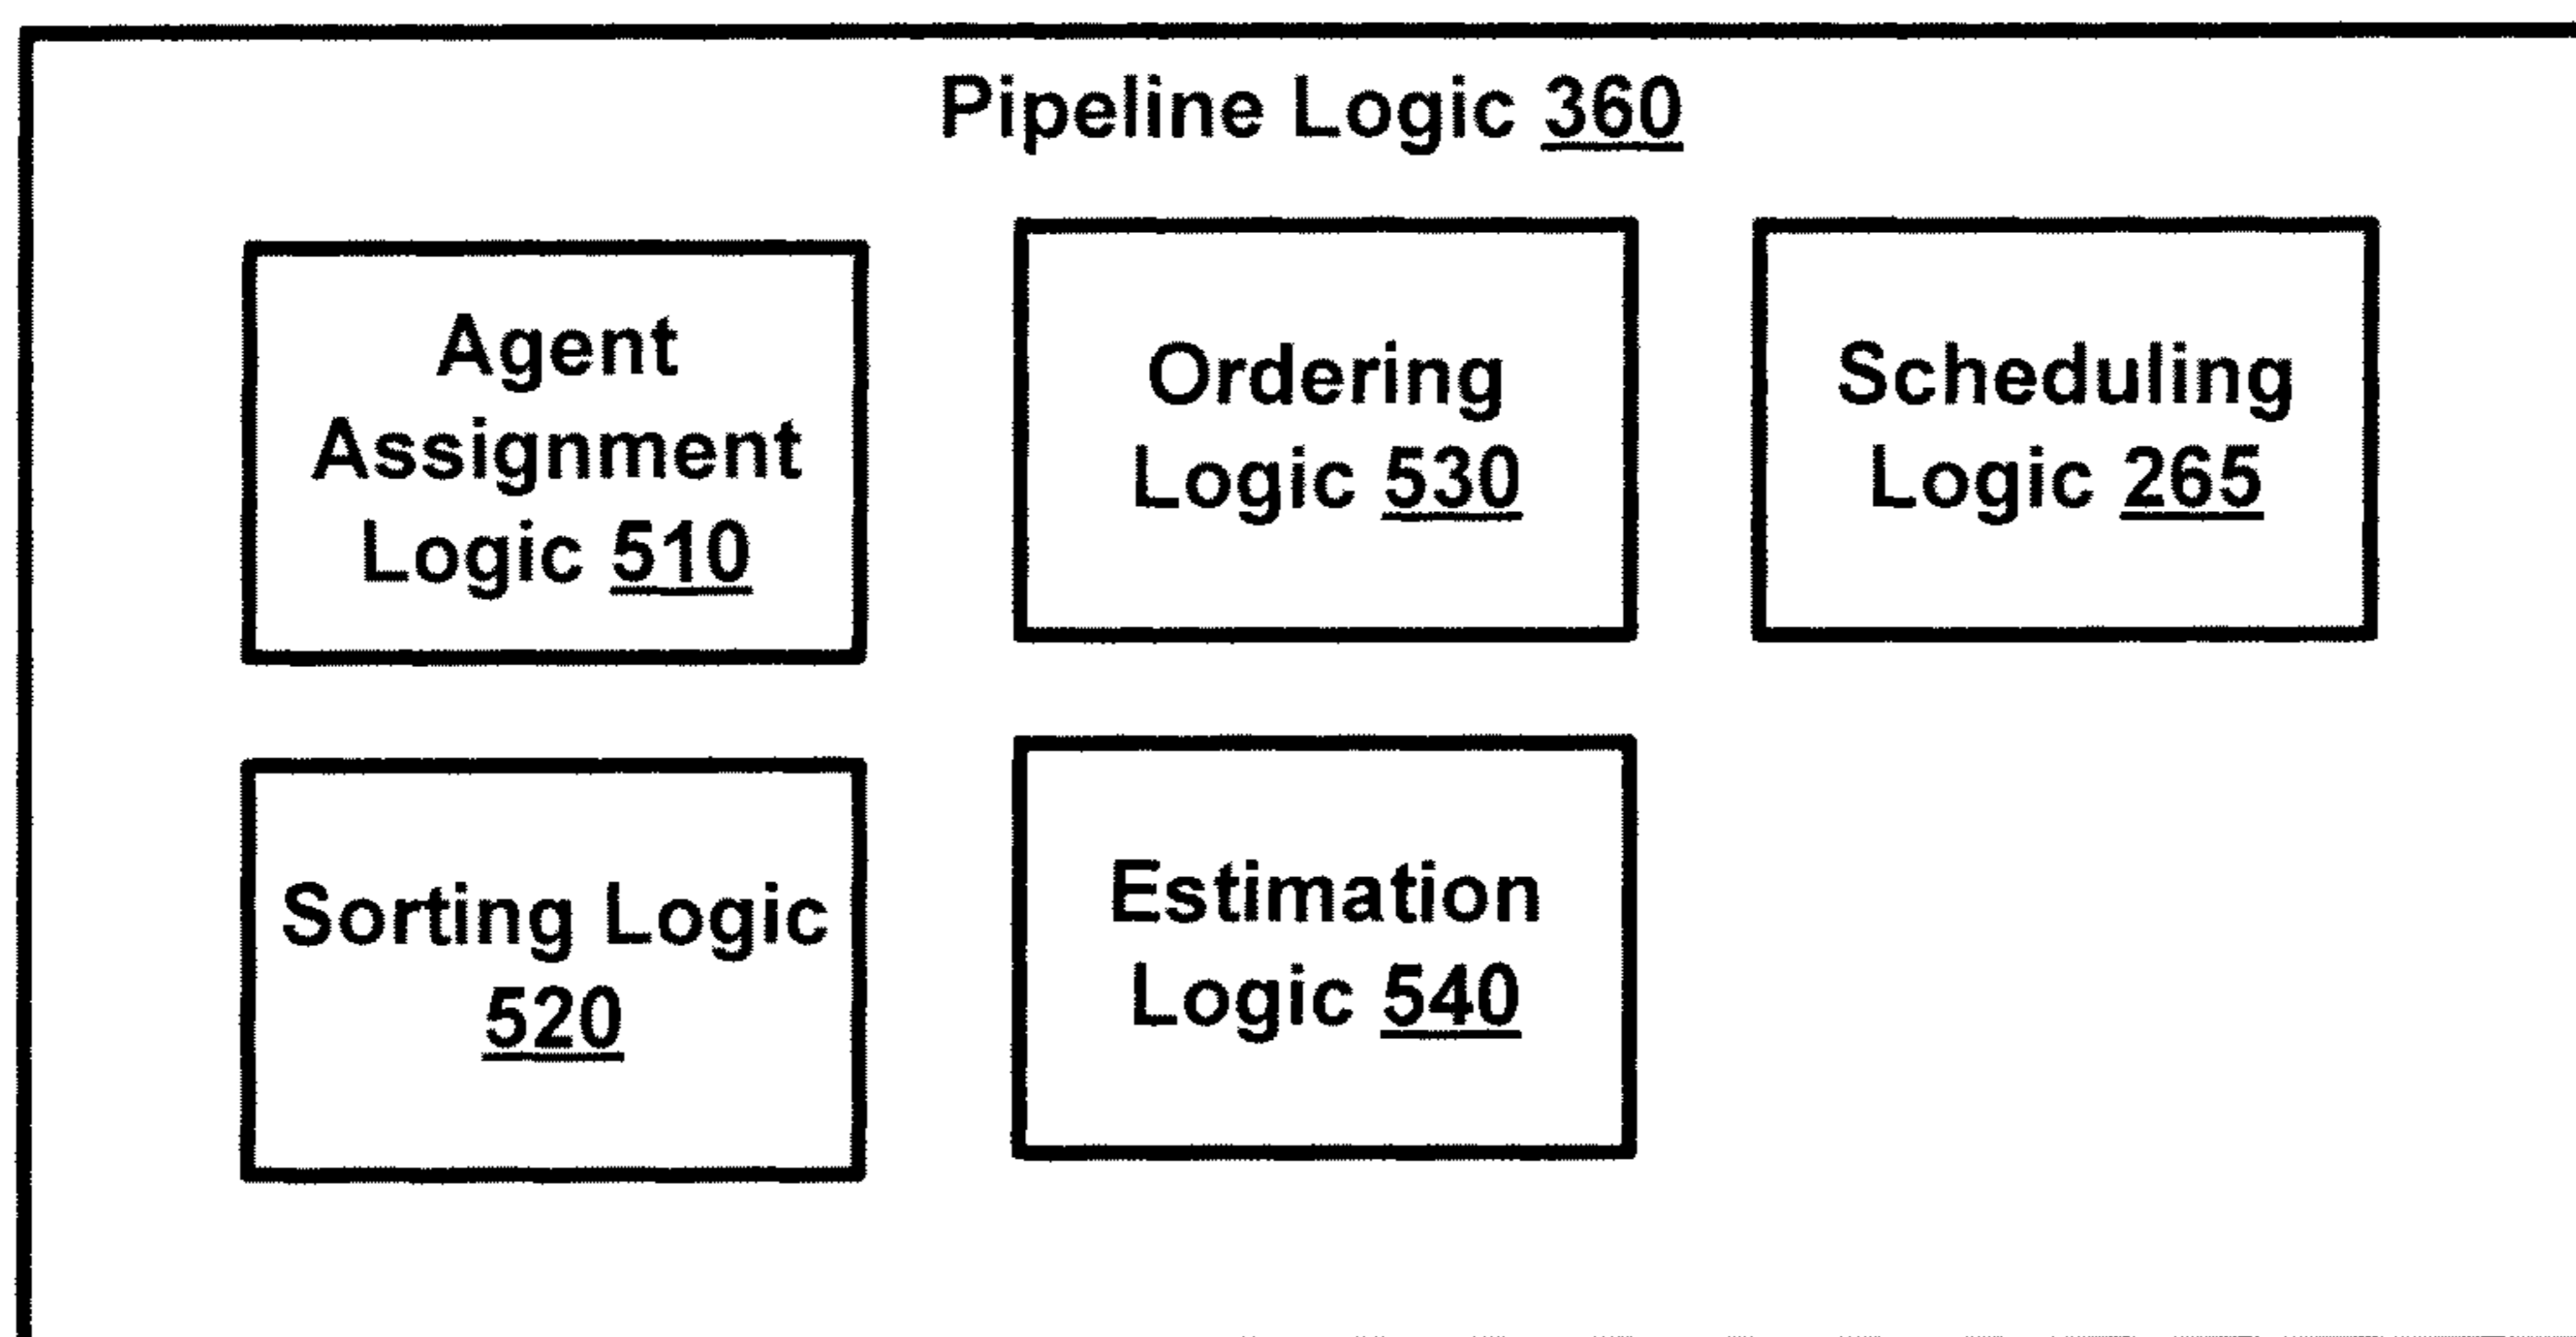 Pipeline Logic 360
Agent
Assignment
Logic 510
Ordering
Logic 530
Scheduling
Logic 265
Sorting Logic
520
Estimation
Logic 540